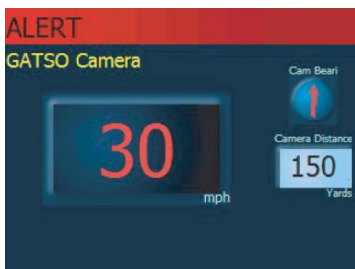 ALERT
GATSO Camera
Cam Beari
30
mph
Camera Distance
150
Yards